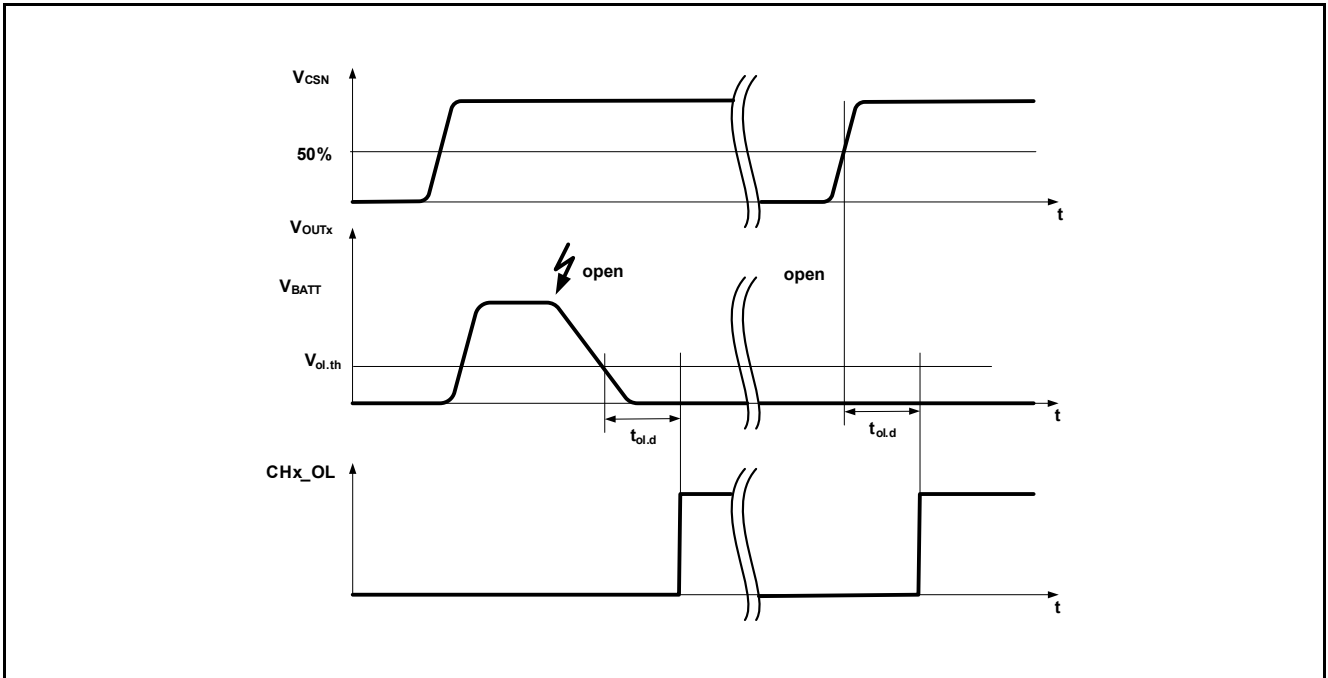 VCSN
50%
t
VOUTx
open
open
VBATT
Vol.th
t
tol.d
tol.d
CHx_OL
t